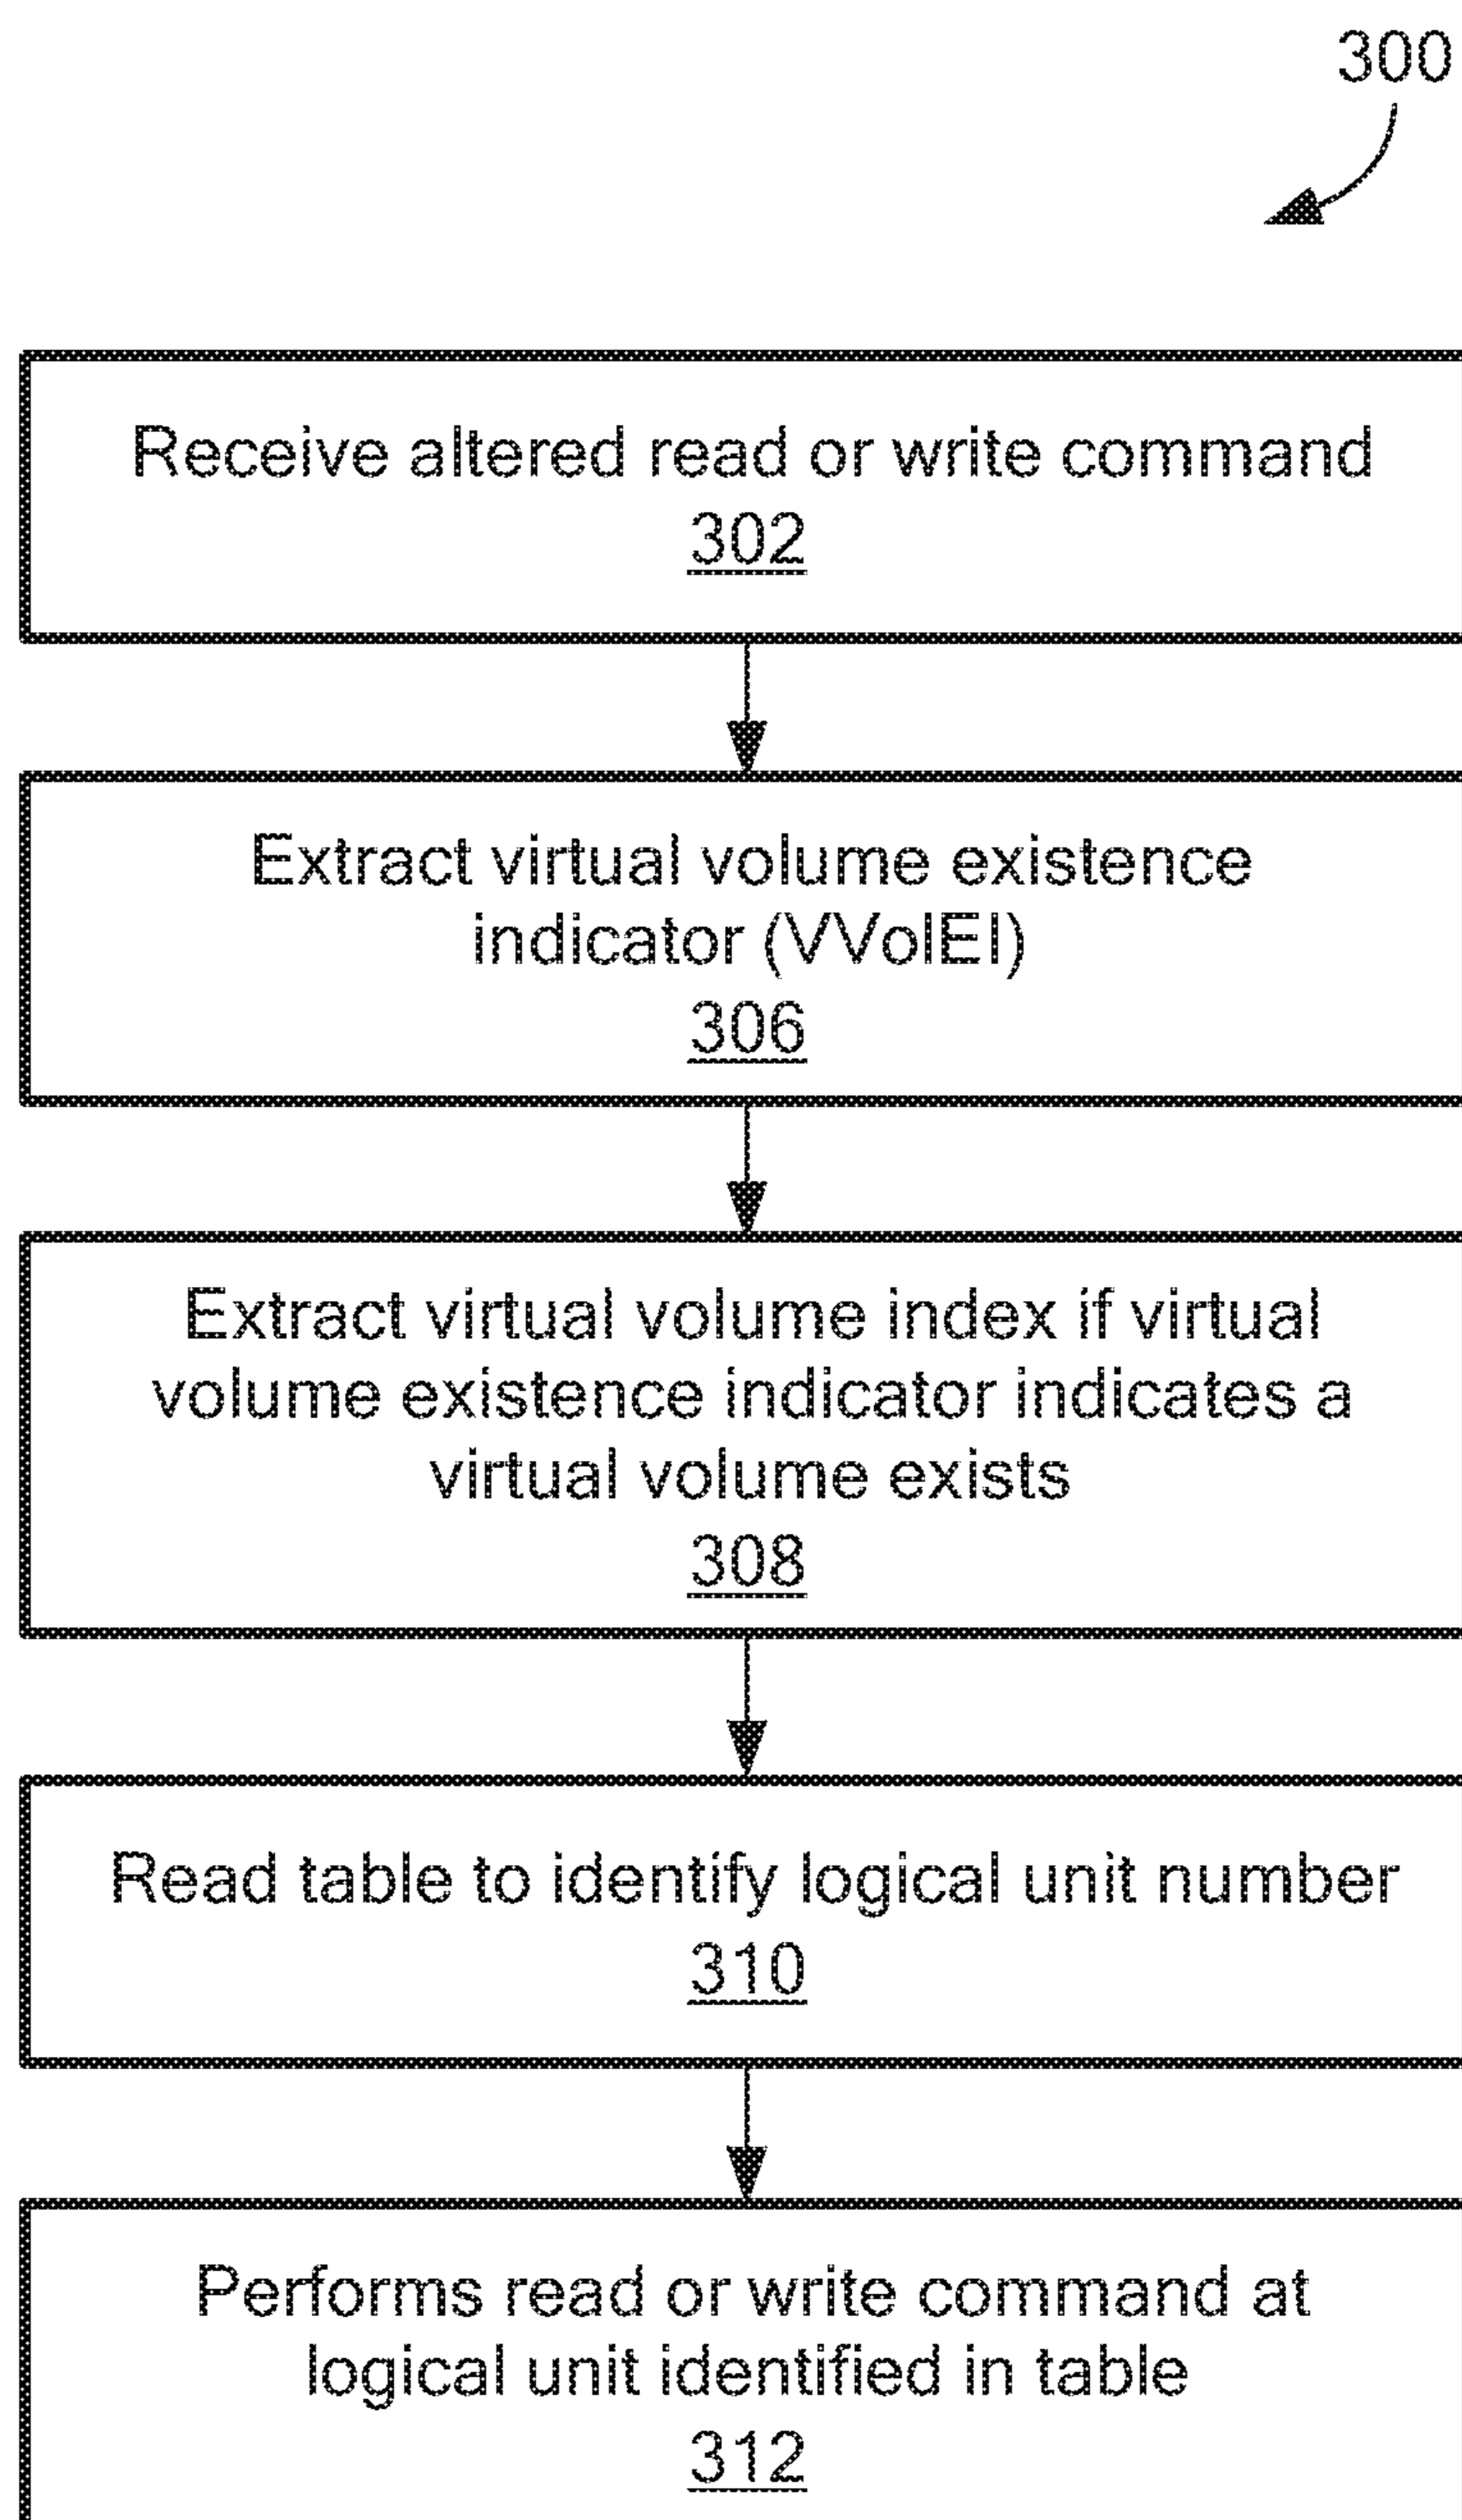 300
Receive altered read or write command
302
Extract virtual volume existence
indicator (VVolEI)
306
Extract virtual volume index if virtual
volume existence indicator indicates a
virtual volume exists
308
Read table to identify logical unit number
310
Performs read or write command at
logical unit identified in table
312